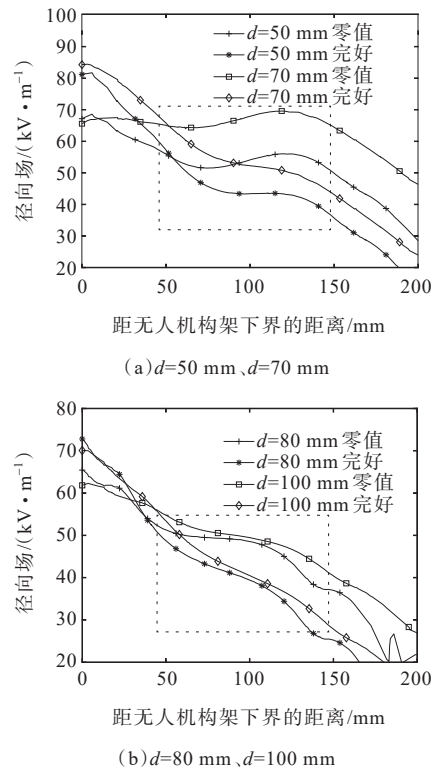 100
90
80
70
60
50
40
30
20
径向场/(kV·m⁻¹)
d=50 mm 零值
d=50 mm 完好
d=70 mm 零值
d=70 mm 完好
0 50 100 150 200
距无人机构架下界的距离/mm
(a)d=50 mm、d=70 mm
80
70
60
50
40
30
20
径向场/(kV·m⁻¹)
d=80 mm 零值
d=80 mm 完好
d=100 mm 零值
d=100 mm 完好
0 50 100 150 200
距无人机构架下界的距离/mm
(b)d=80 mm、d=100 mm